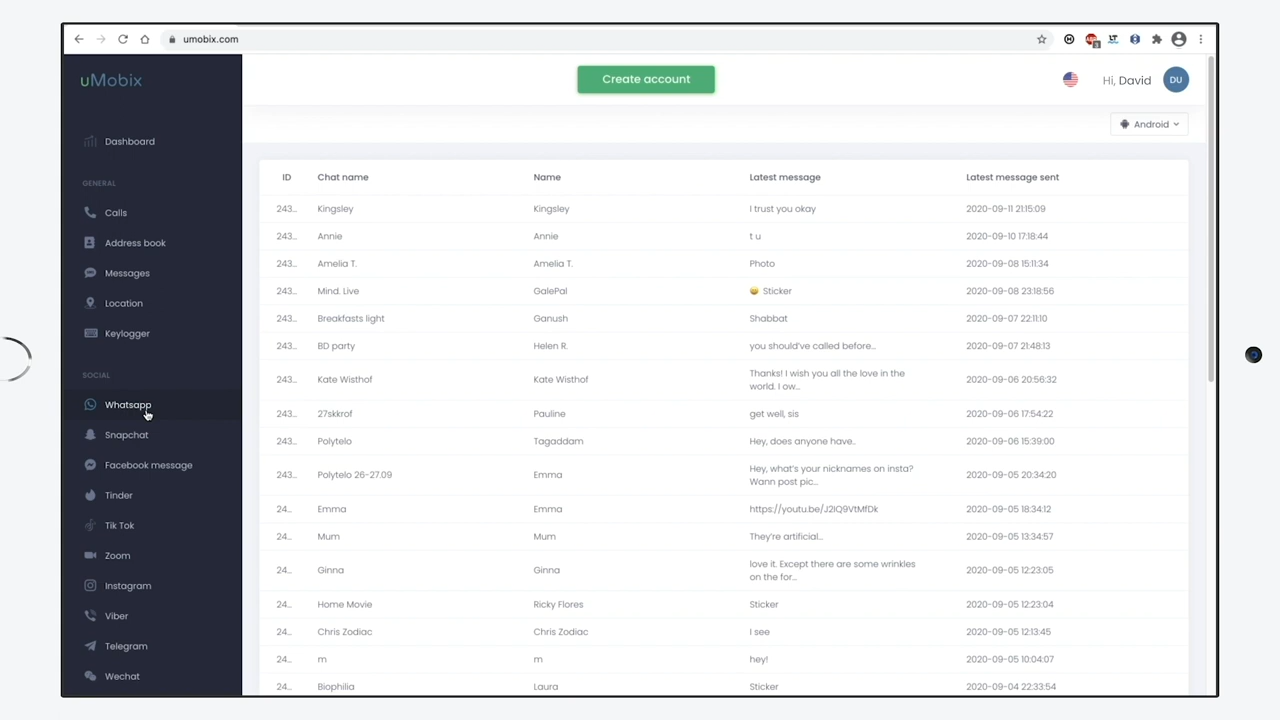 umobix.com
uMobix
Create account
Hi, David
DU
Android
Dashboard
GENERAL
Calls
Address book
Messages
Location
Keylogger
SOCIAL
Whatsapp
Snapchat
Facebook message
Tinder
Tik Tok
Zoom
Instagram
Viber
Telegram
Wechat
ID Chat name Name Latest message Latest message sent
243... Kingsley Kingsley I trust you okay 2020-09-11 21:15:09
243... Annie Annie t u 2020-09-10 17:18:44
243... Amelia T. Amelia T. Photo 2020-09-08 15:11:34
243... Mind. Live GalePal 😄 Sticker 2020-09-08 23:18:56
243... Breakfasts light Ganush Shabbat 2020-09-07 22:11:10
243... BD party Helen R. you should've called before... 2020-09-07 21:48:13
243... Kate Wisthof Kate Wisthof Thanks! I wish you all the love in the 2020-09-06 20:56:32
world. I ow...
243... 27skkrof Pauline get well, sis 2020-09-06 17:54:22
243... Polytelo Tagaddam Hey, does anyone have.. 2020-09-06 15:39:00
243... Polytelo 26-27.09 Emma Hey, what's your nicknames on insta? 2020-09-05 20:34:20
Wann post pic...
24... Emma Emma https://youtu.be/J2IQ9VtMfDk 2020-09-05 18:34:12
24... Mum Mum They're artificial... 2020-09-05 13:34:57
24... Ginna Ginna love it. Except there are some wrinkles 2020-09-05 12:23:05
on the for...
24... Home Movie Ricky Flores Sticker 2020-09-05 12:23:04
24... Chris Zodiac Chris Zodiac I see 2020-09-05 12:13:45
24... m m hey! 2020-09-05 10:04:07
24... Biophilia Laura Sticker 2020-09-04 22:33:54